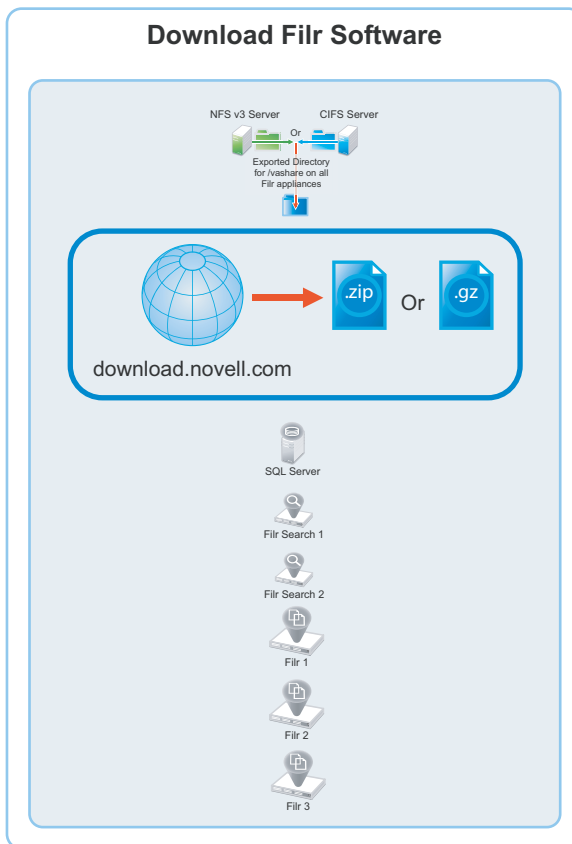 Download Filr Software
NFS v3 Server
CIFS Server
Or
Exported Directory
for /vashare on all
Filr appliances
V
.zip
Or
.gz
download.novell.com
SQL Server
Filr Search 1
Filr Search 2
Filr 1
Filr 2
Filr 3